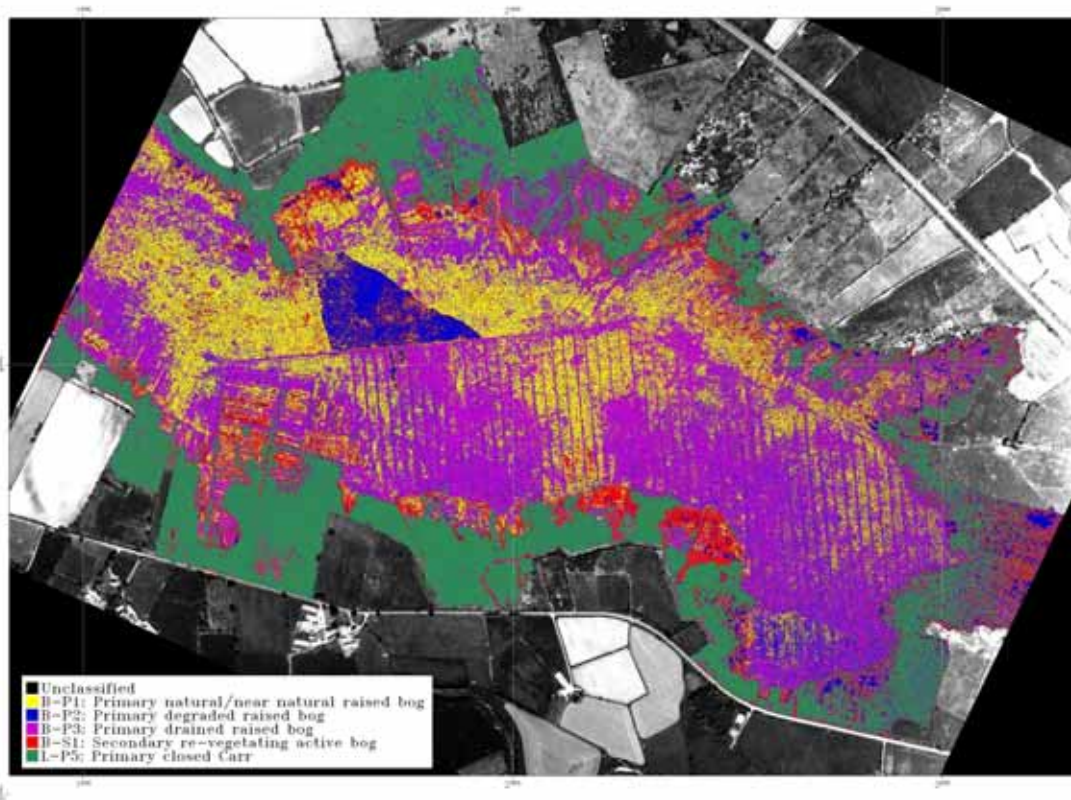 Unclassified
B-P1: Primary natural/near natural raised bog
B-P2: Primary degraded raised bog
B-P3: Primary drained raised bog
B-S1: Secondary re-vegetating active bog
L-P5: Primary closed Carr